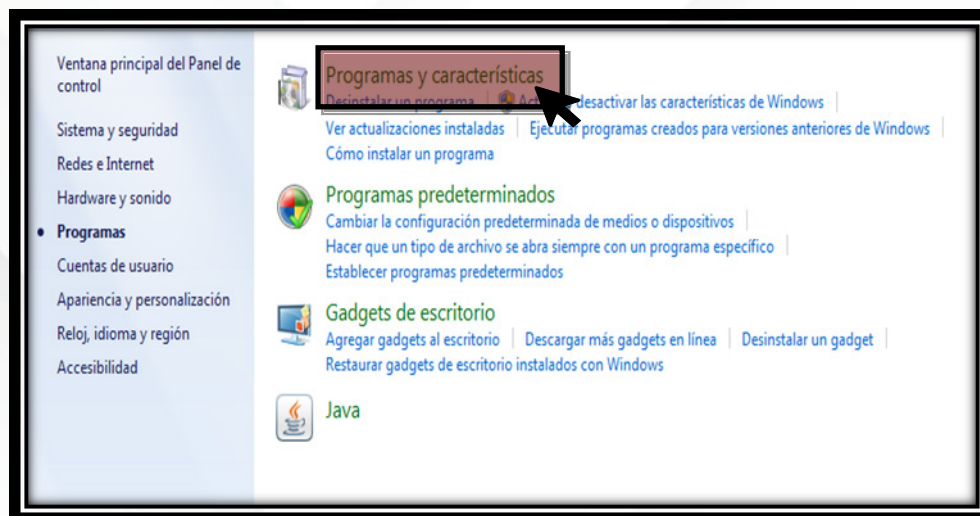 Ventana principal del Panel de
control
Sistema y seguridad
Redes e Internet
Hardware y sonido
Programas
Cuentas de usuario
Apariencia y personalización
Reloj, idioma y región
Accesibilidad
Programas y características
Desinstalar un programa desactivar las características de Windows
Ver actualizaciones instaladas Ejecutar programas creados para versiones anteriores de Windows
Cómo instalar un programa
Programas predeterminados
Cambiar la configuración predeterminada de medios o dispositivos
Hacer que un tipo de archivo se abra siempre con un programa específico
Establecer programas predeterminados
Gadgets de escritorio
Agregar gadgets al escritorio Descargar más gadgets en línea Desinstalar un gadget
Restaurar gadgets de escritorio instalados con Windows
Java